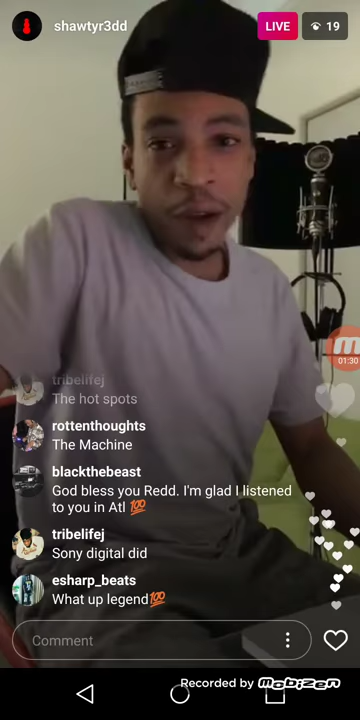 shawtyr3dd
LIVE
19
01:30
tribelifej
The hot spots
rottenthoughts
The Machine
blackthebeast
God bless you Redd. I'm glad I listened
to you in Atl 💯
tribelifej
Sony digital did
esharp_beats
What up legend💯
Comment
Recorded by mobizen